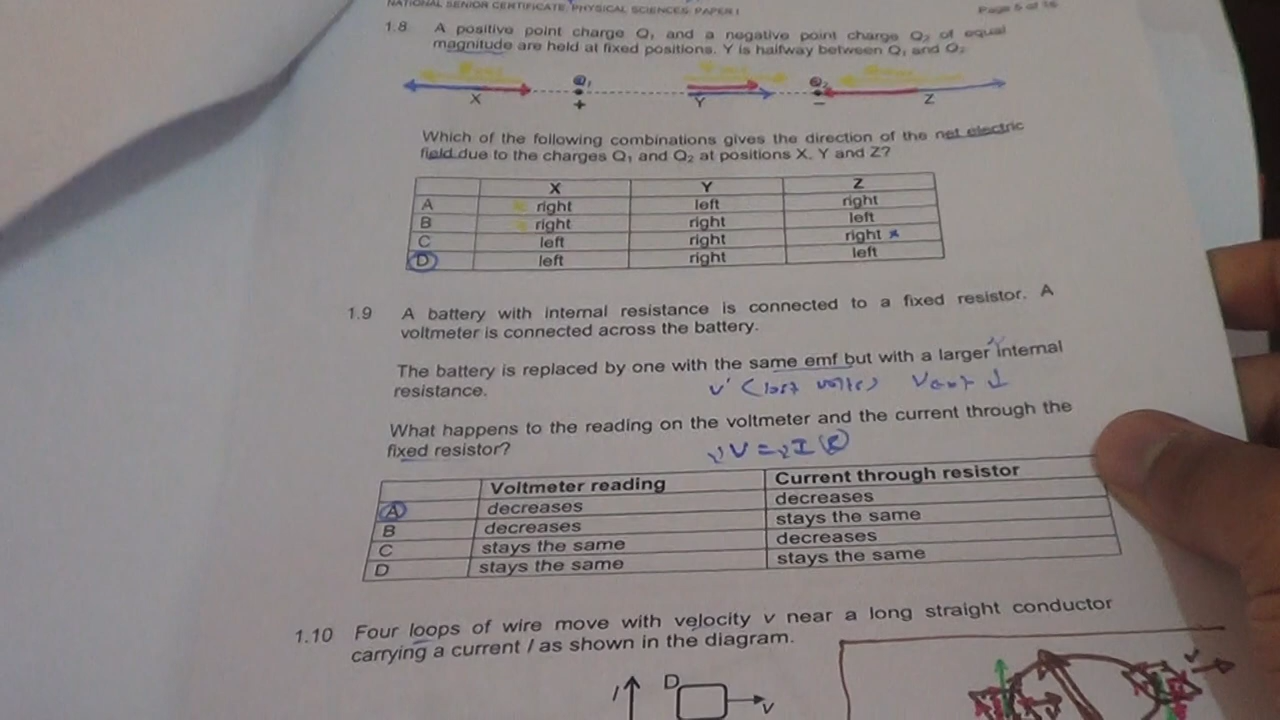 NATIONAL SENIOR CERTIFICATE: PHYSICAL SCIENCES: PAPER I Page 5 of 16
1.8 A positive point charge Q₁ and a negative point charge Q₂ of equal
magnitude are held at fixed positions. Y is halfway between Q₁ and Q₂.
Q₁ Q₂
X + Y − Z
Which of the following combinations gives the direction of the net electric
field due to the charges Q₁ and Q₂ at positions X, Y and Z?
X Y Z
A right left right
B right right left
C left right right x
D left right left
1.9 A battery with internal resistance is connected to a fixed resistor. A
voltmeter is connected across the battery.
The battery is replaced by one with the same emf but with a larger internal
resistance. V' (lost volts) Vext ↓
What happens to the reading on the voltmeter and the current through the
fixed resistor? ↓V = ↓I R
Voltmeter reading Current through resistor
A decreases decreases
B decreases stays the same
C stays the same decreases
D stays the same stays the same
1.10 Four loops of wire move with velocity v near a long straight conductor
carrying a current I as shown in the diagram.
I D v
v